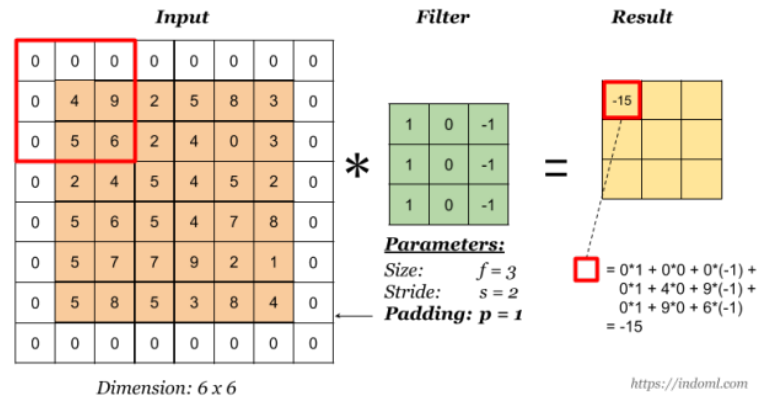 Input Filter Result
0 0 0 0 0 0 0 0
0 4 9 2 5 8 3 0
0 5 6 2 4 0 3 0
0 2 4 5 4 5 2 0
0 5 6 5 4 7 8 0
0 5 7 7 9 2 1 0
0 5 8 5 3 8 4 0
0 0 0 0 0 0 0 0
Dimension: 6 x 6
*
1 0 -1
1 0 -1
1 0 -1
Parameters:
Size: f = 3
Stride: s = 2
Padding: p = 1
=
-15
= 0*1 + 0*0 + 0*(-1) +
0*1 + 4*0 + 9*(-1) +
0*1 + 9*0 + 6*(-1)
= -15
https://indoml.com